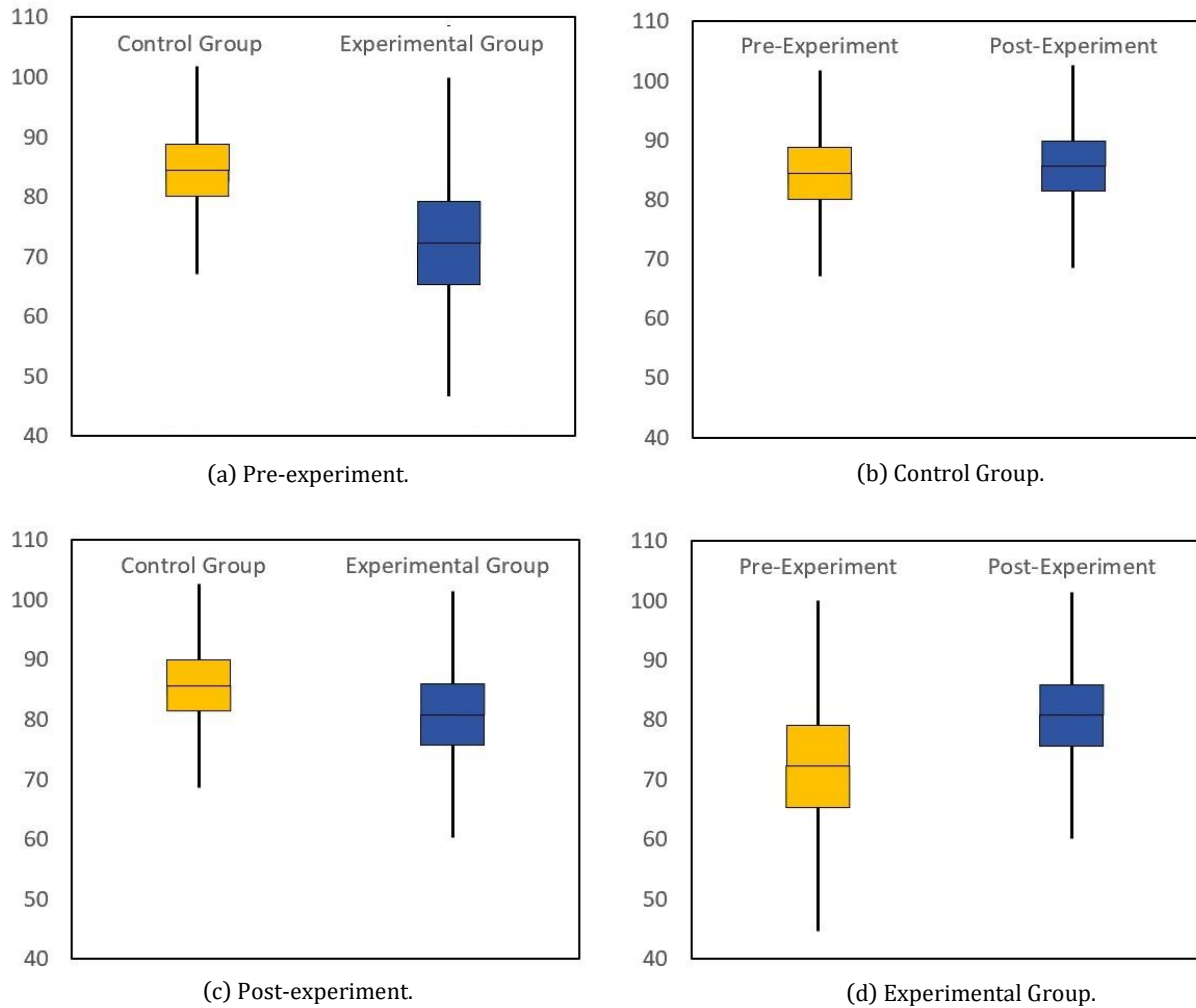 110
100
90
80
70
60
50
40
Control Group
Experimental Group
(a) Pre-experiment.
110
100
90
80
70
60
50
40
Pre-Experiment
Post-Experiment
(b) Control Group.
110
100
90
80
70
60
50
40
Control Group
Experimental Group
(c) Post-experiment.
110
100
90
80
70
60
50
40
Pre-Experiment
Post-Experiment
(d) Experimental Group.